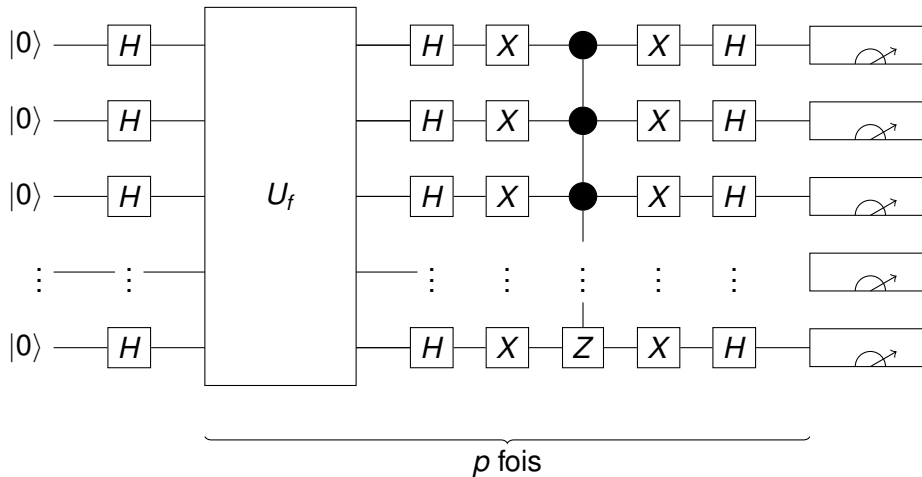 |0⟩ H H X X H
|0⟩ H H X X H
|0⟩ H U_f H X X H
⋮ ⋮ ⋮ ⋮ ⋮ ⋮ ⋮
|0⟩ H H X Z X H
p fois